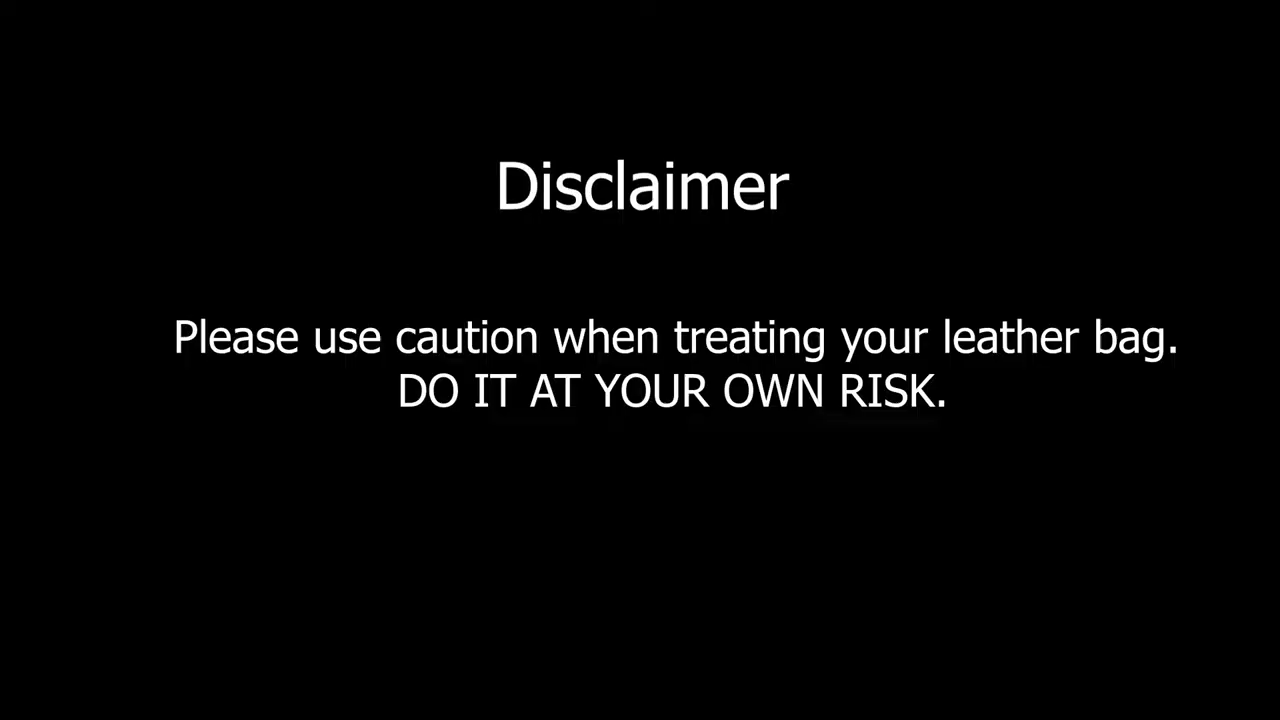 Disclaimer
Please use caution when treating your leather bag.
DO IT AT YOUR OWN RISK.